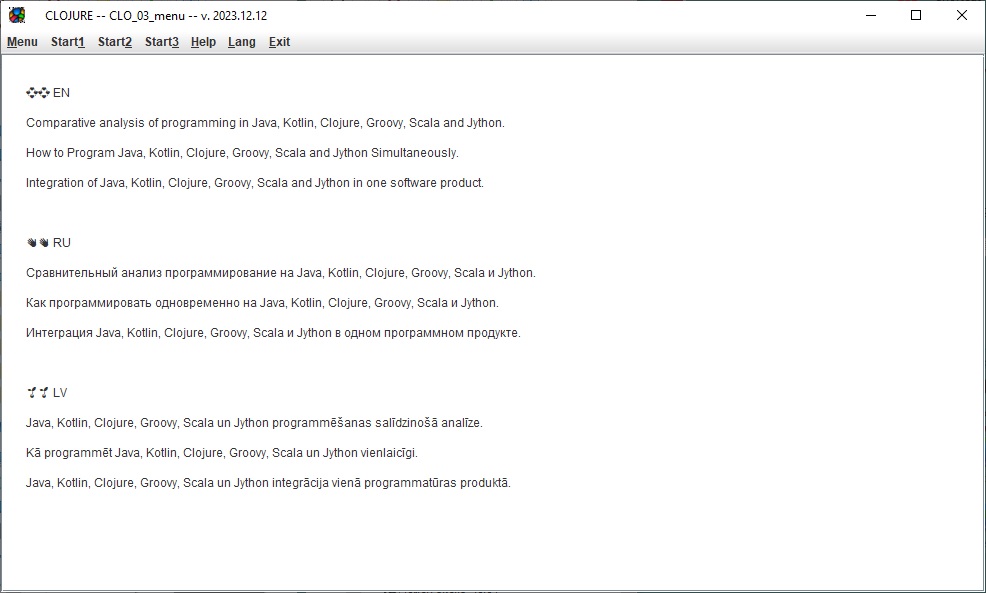 CLOJURE -- CLO_03_menu -- v. 2023.12.12
Menu Start1 Start2 Start3 Help Lang Exit
EN
Comparative analysis of programming in Java, Kotlin, Clojure, Groovy, Scala and Jython.
How to Program Java, Kotlin, Clojure, Groovy, Scala and Jython Simultaneously.
Integration of Java, Kotlin, Clojure, Groovy, Scala and Jython in one software product.
RU
Сравнительный анализ программирование на Java, Kotlin, Clojure, Groovy, Scala и Jython.
Как программировать одновременно на Java, Kotlin, Clojure, Groovy, Scala и Jython.
Интеграция Java, Kotlin, Clojure, Groovy, Scala и Jython в одном программном продукте.
LV
Java, Kotlin, Clojure, Groovy, Scala un Jython programmēšanas salīdzinošā analīze.
Kā programmēt Java, Kotlin, Clojure, Groovy, Scala un Jython vienlaicīgi.
Java, Kotlin, Clojure, Groovy, Scala un Jython integrācija vienā programmatūras produktā.